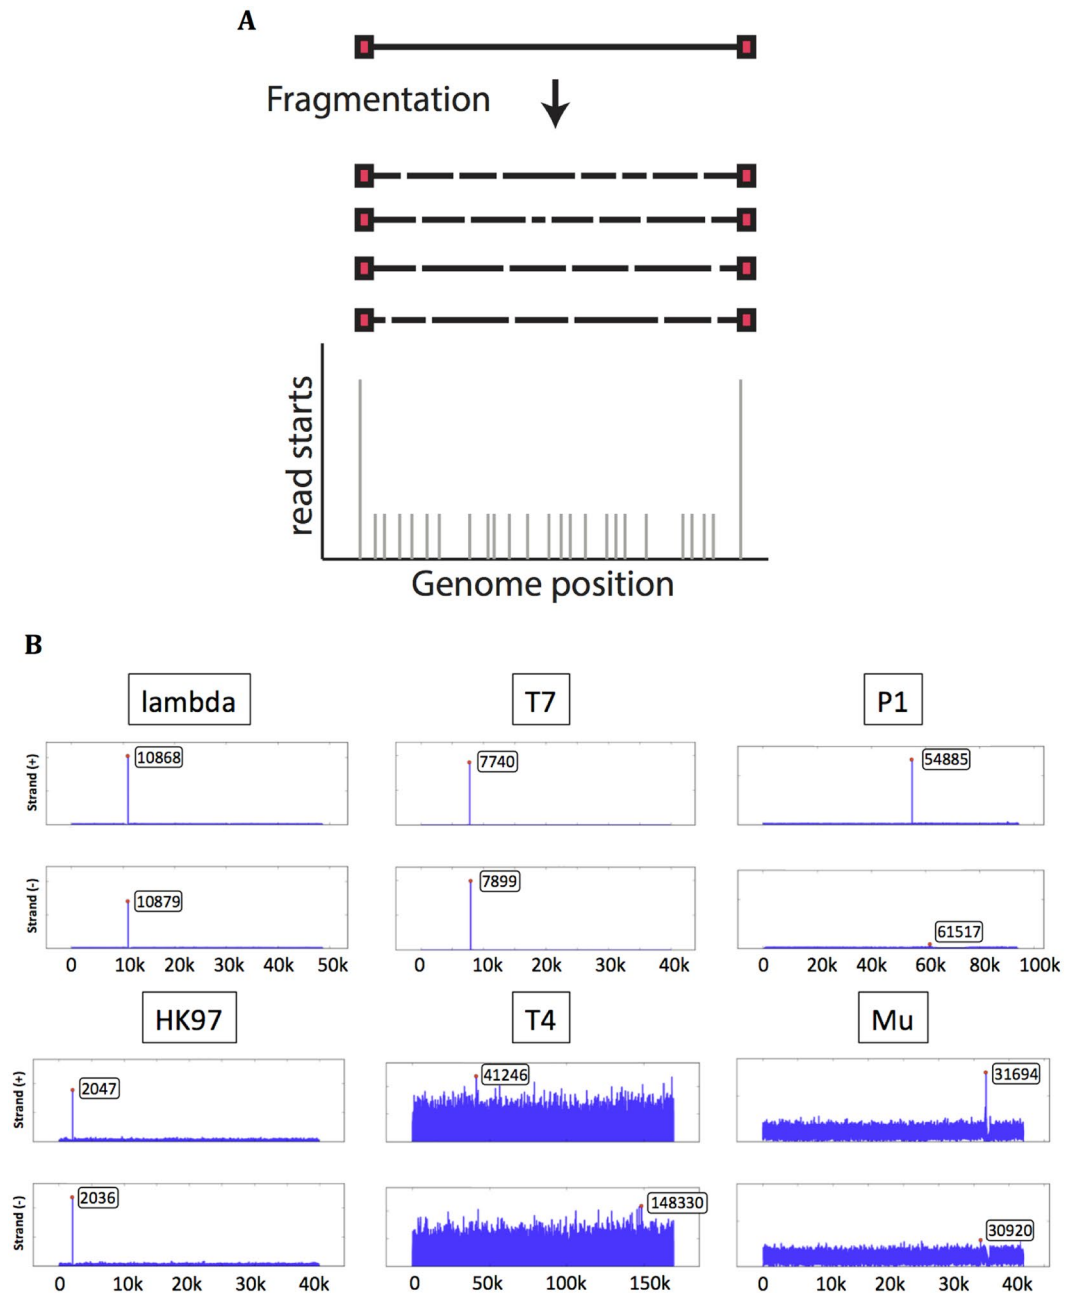 A
Fragmentation
read starts
Genome position
B
lambda
T7
P1
Strand (+)
10868
7740
54885
Strand (-)
10879
7899
61517
0 10k 20k 30k 40k 50k
0 10k 20k 30k 40k
0 20k 40k 60k 80k 100k
HK97
T4
Mu
Strand (+)
2047
41246
31694
Strand (-)
2036
148330
30920
0 10k 20k 30k 40k
0 50k 100k 150k
0 10k 20k 30k 40k